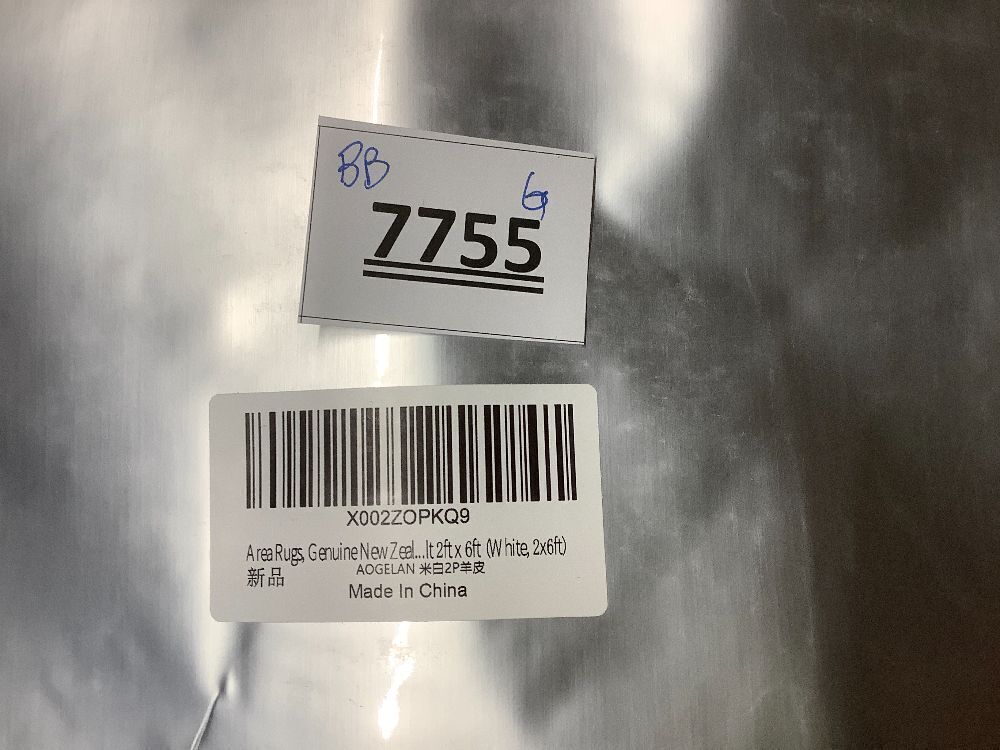 BB
G
7755
X002ZOPKQ9
Area Rugs, Genuine New Zeal...lt 2ft x 6ft (White, 2x6ft)
新品
AOGELAN 米白2P羊皮
Made In China